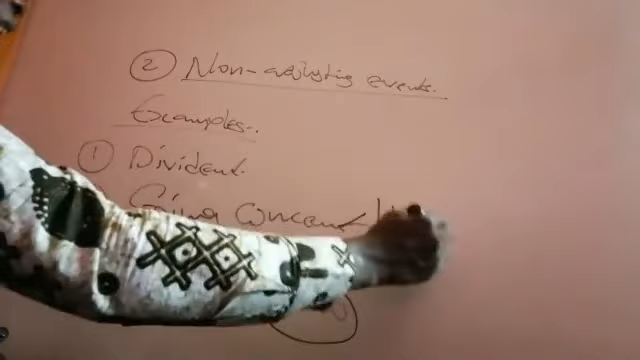 ② Non-adjusting events.
Examples:.
① Divident.
Going concern